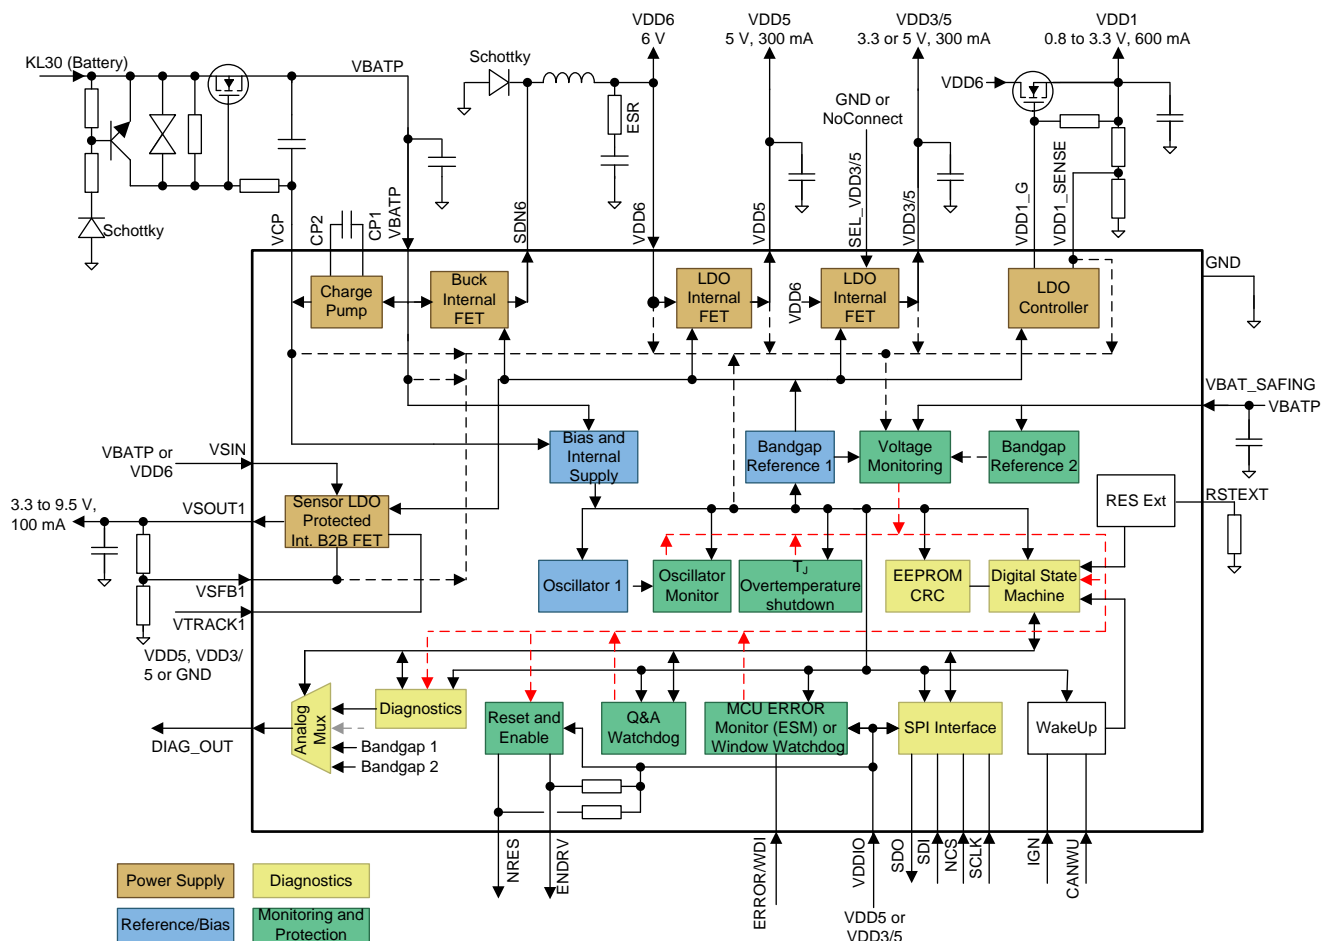 VDD6
6 V
VDD5
5 V, 300 mA
VDD3/5
3.3 or 5 V, 300 mA
VDD1
0.8 to 3.3 V, 600 mA
KL30 (Battery)
VBATP
Schottky
ESR
GND or
NoConnect
VDD6
Schottky
VCP
CP2
CP1
VBATP
SDN6
VDD6
VDD5
SEL_VDD3/5
VDD3/5
VDD1_G
VDD1_SENSE
GND
Charge
Pump
Buck
Internal
FET
LDO
Internal
FET
VDD6
LDO
Internal
FET
LDO
Controller
VBAT_SAFING
VBATP
VBATP or
VDD6
VSIN
Bias and
Internal
Supply
Bandgap
Reference 1
Voltage
Monitoring
Bandgap
Reference 2
RES Ext
RSTEXT
3.3 to 9.5 V,
100 mA
VSOUT1
Sensor LDO
Protected
Int. B2B FET
VSFB1
VTRACK1
VDD5, VDD3/
5 or GND
Oscillator 1
Oscillator
Monitor
TJ
Overtemperature
shutdown
EEPROM
CRC
Digital State
Machine
Analog
Mux
Diagnostics
Bandgap 1
Bandgap 2
DIAG_OUT
Reset and
Enable
Q&A
Watchdog
MCU ERROR
Monitor (ESM) or
Window Watchdog
SPI Interface
WakeUp
NRES
ENDRV
ERROR/WDI
VDDIO
SDO
SDI
NCS
SCLK
IGN
CANWU
VDD5 or
VDD3/5
Power Supply
Diagnostics
Reference/Bias
Monitoring and
Protection